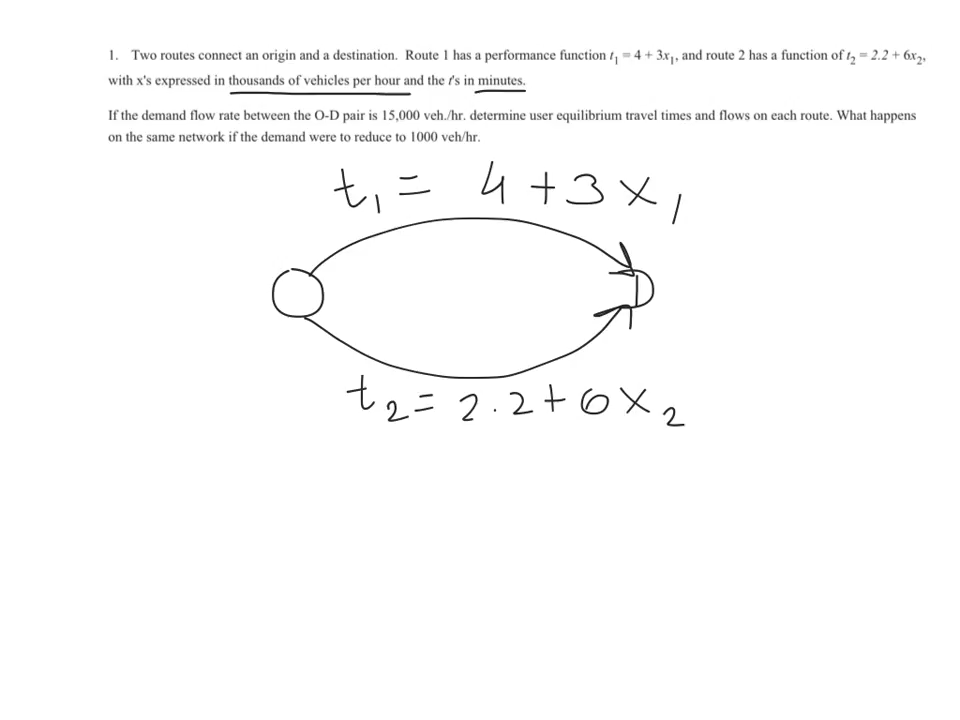 1. Two routes connect an origin and a destination. Route 1 has a performance function t₁ = 4 + 3x₁, and route 2 has a function of t₂ = 2.2 + 6x₂,
with x's expressed in thousands of vehicles per hour and the t's in minutes.
If the demand flow rate between the O-D pair is 15,000 veh./hr. determine user equilibrium travel times and flows on each route. What happens
on the same network if the demand were to reduce to 1000 veh/hr.
t₁ = 4 + 3x₁
O D
t₂ = 2.2 + 6x₂